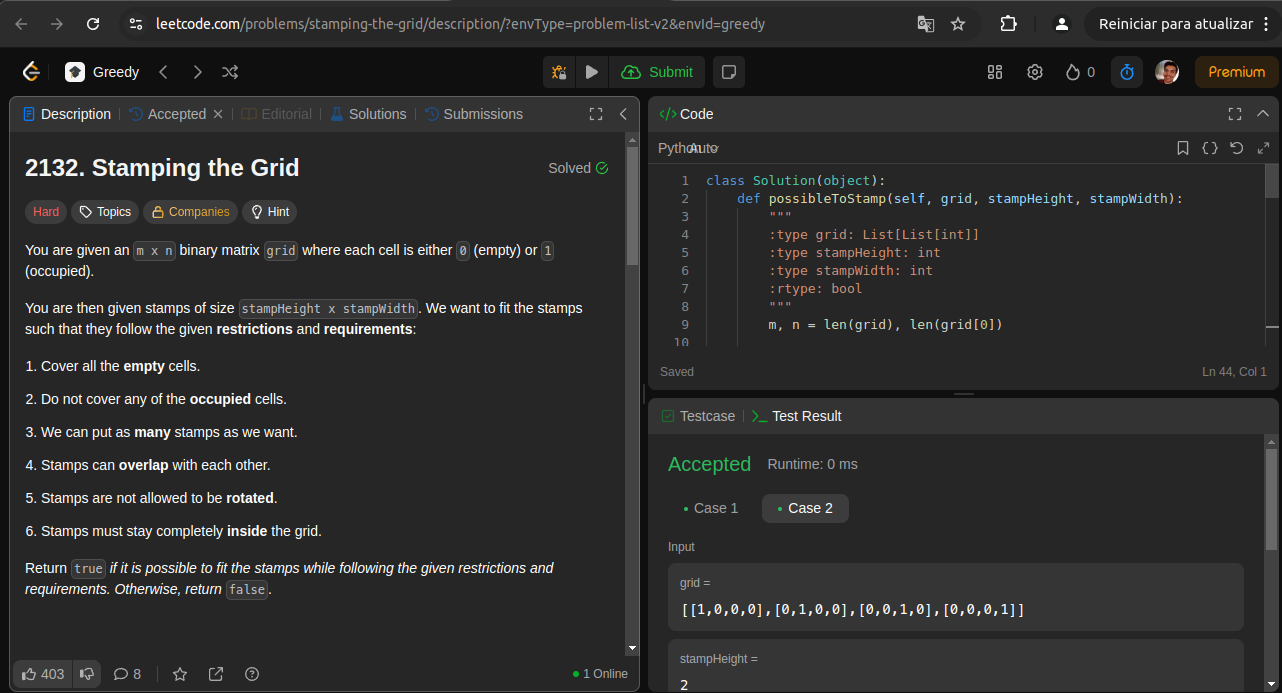 leetcode.com/problems/stamping-the-grid/description/?envType=problem-list-v2&envId=greedy
Reiniciar para atualizar
Greedy
Submit
0
Premium
Description
Accepted
Editorial
Solutions
Submissions
2132. Stamping the Grid
Solved
Hard
Topics
Companies
Hint
You are given an m x n binary matrix grid where each cell is either 0 (empty) or 1
(occupied).
You are then given stamps of size stampHeight x stampWidth. We want to fit the stamps
such that they follow the given restrictions and requirements:
1. Cover all the empty cells.
2. Do not cover any of the occupied cells.
3. We can put as many stamps as we want.
4. Stamps can overlap with each other.
5. Stamps are not allowed to be rotated.
6. Stamps must stay completely inside the grid.
Return true if it is possible to fit the stamps while following the given restrictions and
requirements. Otherwise, return false.
403
8
1 Online
</> Code
Python
Auto
1 class Solution(object):
2 def possibleToStamp(self, grid, stampHeight, stampWidth):
3 """
4 :type grid: List[List[int]]
5 :type stampHeight: int
6 :type stampWidth: int
7 :rtype: bool
8 """
9 m, n = len(grid), len(grid[0])
10
Saved
Ln 44, Col 1
Testcase
>_ Test Result
Accepted
Runtime: 0 ms
Case 1
Case 2
Input
grid =
[[1,0,0,0],[0,1,0,0],[0,0,1,0],[0,0,0,1]]
stampHeight =
2